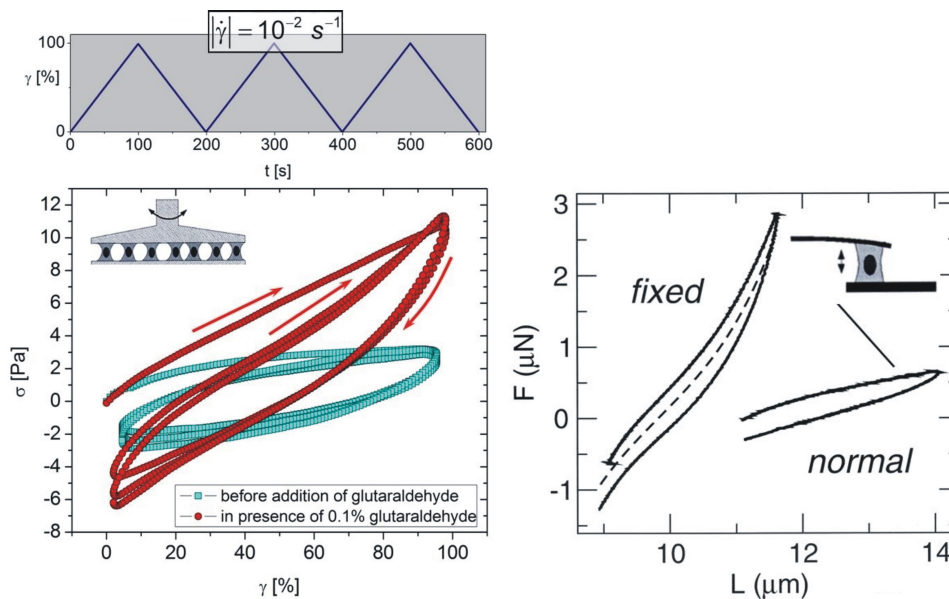 |γ̇| = 10⁻² s⁻¹
100
γ [%]
0
0 100 200 300 400 500 600
t [s]
12
10
8
6
4
2
0
-2
-4
-6
-8
σ [Pa]
before addition of glutaraldehyde
in presence of 0.1% glutaraldehyde
0 20 40 60 80 100
γ [%]
3
2
1
0
-1
F (μN)
fixed
normal
10 12 14
L (μm)